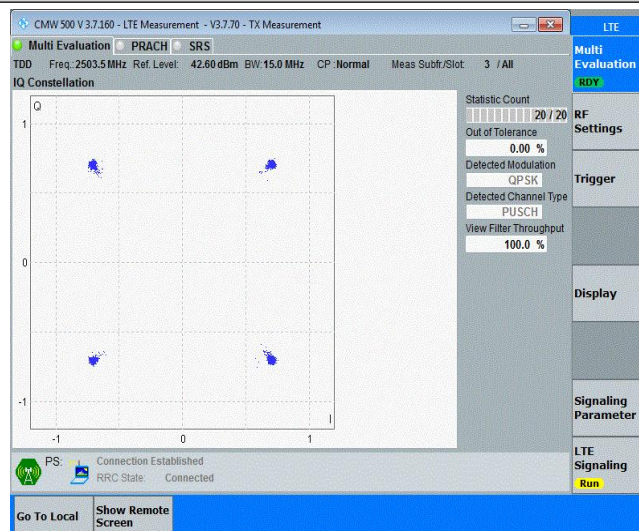 CMW 500 V 3.7.160 - LTE Measurement - V3.7.70 - TX Measurement
LTE
Multi Evaluation PRACH SRS
Multi
Evaluation
RDY
TDD Freq.:2503.5 MHz Ref. Level: 42.60 dBm BW:15.0 MHz CP :Normal Meas Subfr./Slot: 3 / All
IQ Constellation
Q
I
1
0
-1
-1
0
1
Statistic Count
20 / 20
Out of Tolerance
0.00 %
Detected Modulation
QPSK
Detected Channel Type
PUSCH
View Filter Throughput
100.0 %
RF
Settings
Trigger
Display
Signaling
Parameter
LTE
Signaling
Run
PS: Connection Established
RRC State: Connected
Go To Local
Show Remote
Screen